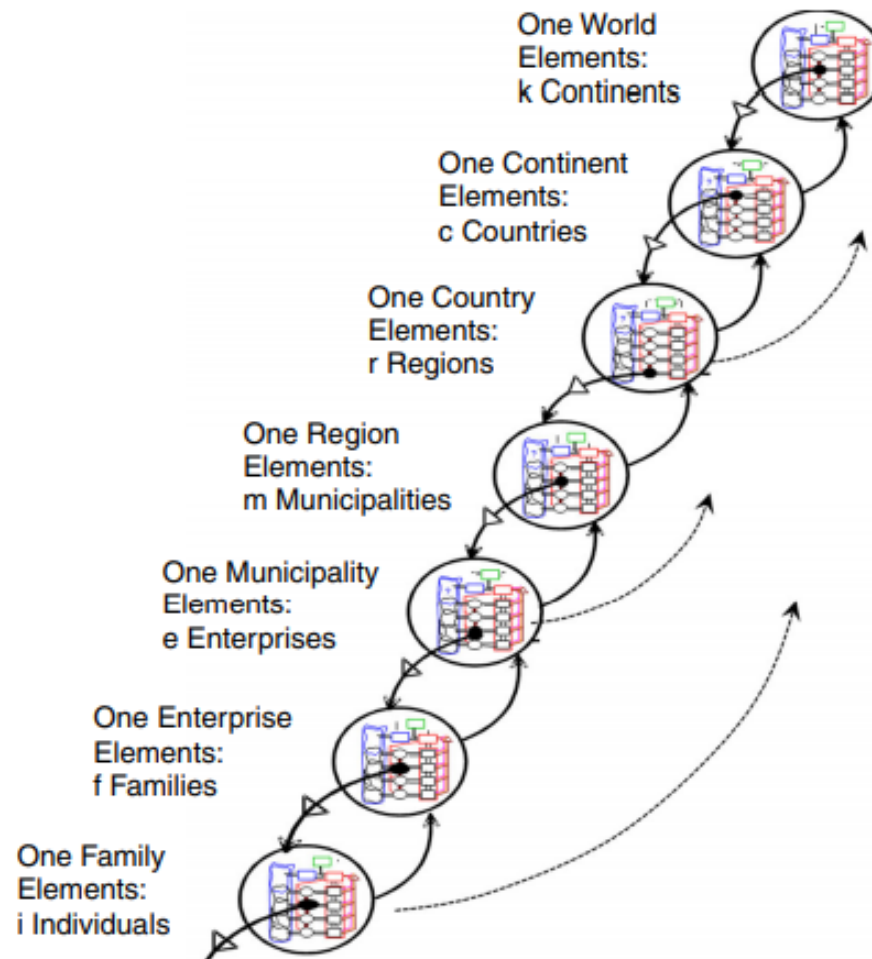 One World
Elements:
k Continents
One Continent
Elements:
c Countries
One Country
Elements:
r Regions
One Region
Elements:
m Municipalities
One Municipality
Elements:
e Enterprises
One Enterprise
Elements:
f Families
One Family
Elements:
i Individuals